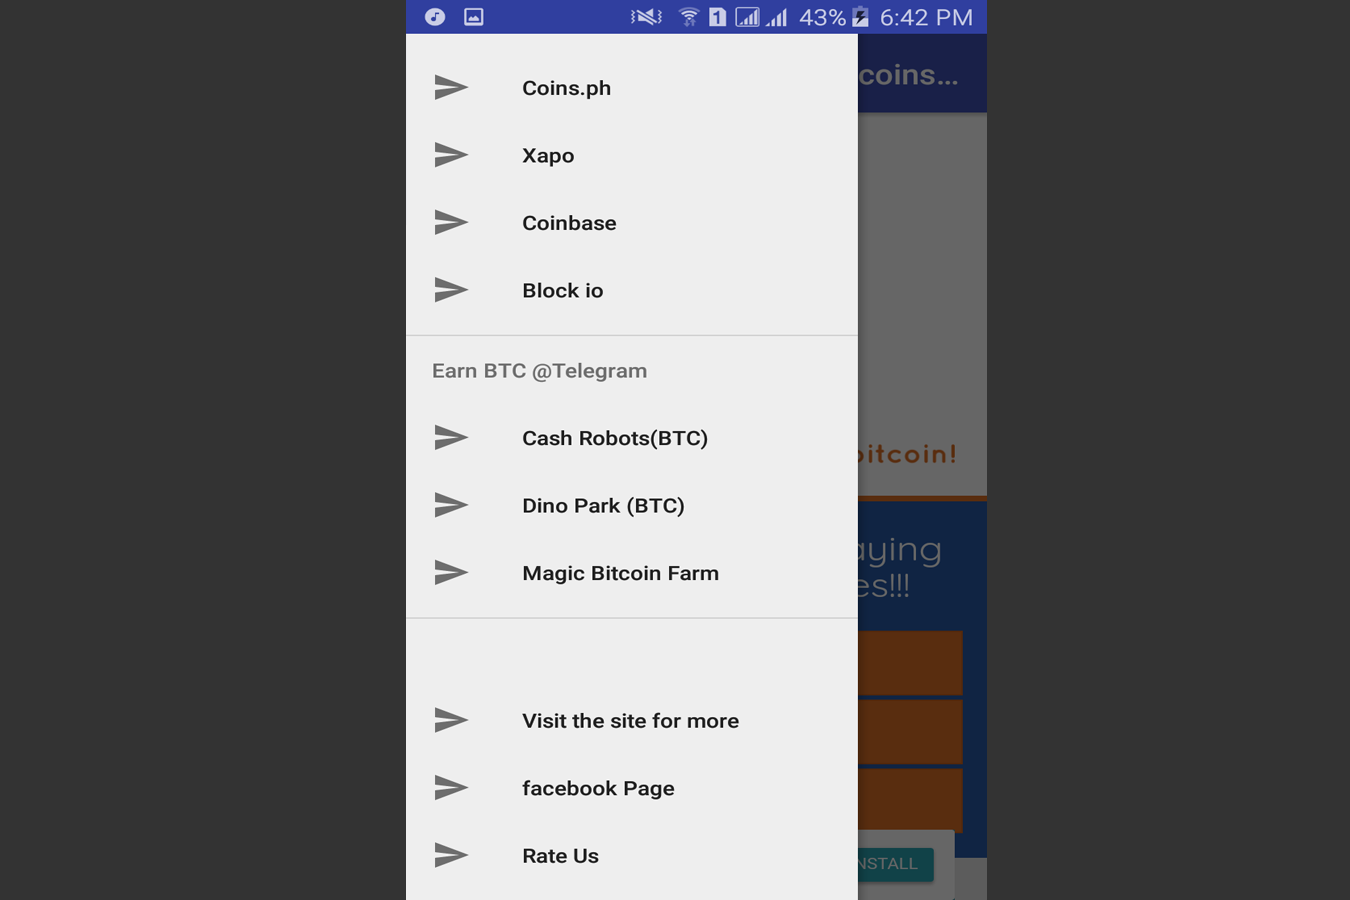 1 43% 6:42 PM
coins...
Coins.ph
Xapo
Coinbase
Block io
Earn BTC @Telegram
Cash Robots(BTC)
Dino Park (BTC)
Magic Bitcoin Farm
Visit the site for more
facebook Page
Rate Us
bitcoin!
aying
es!!!
NSTALL